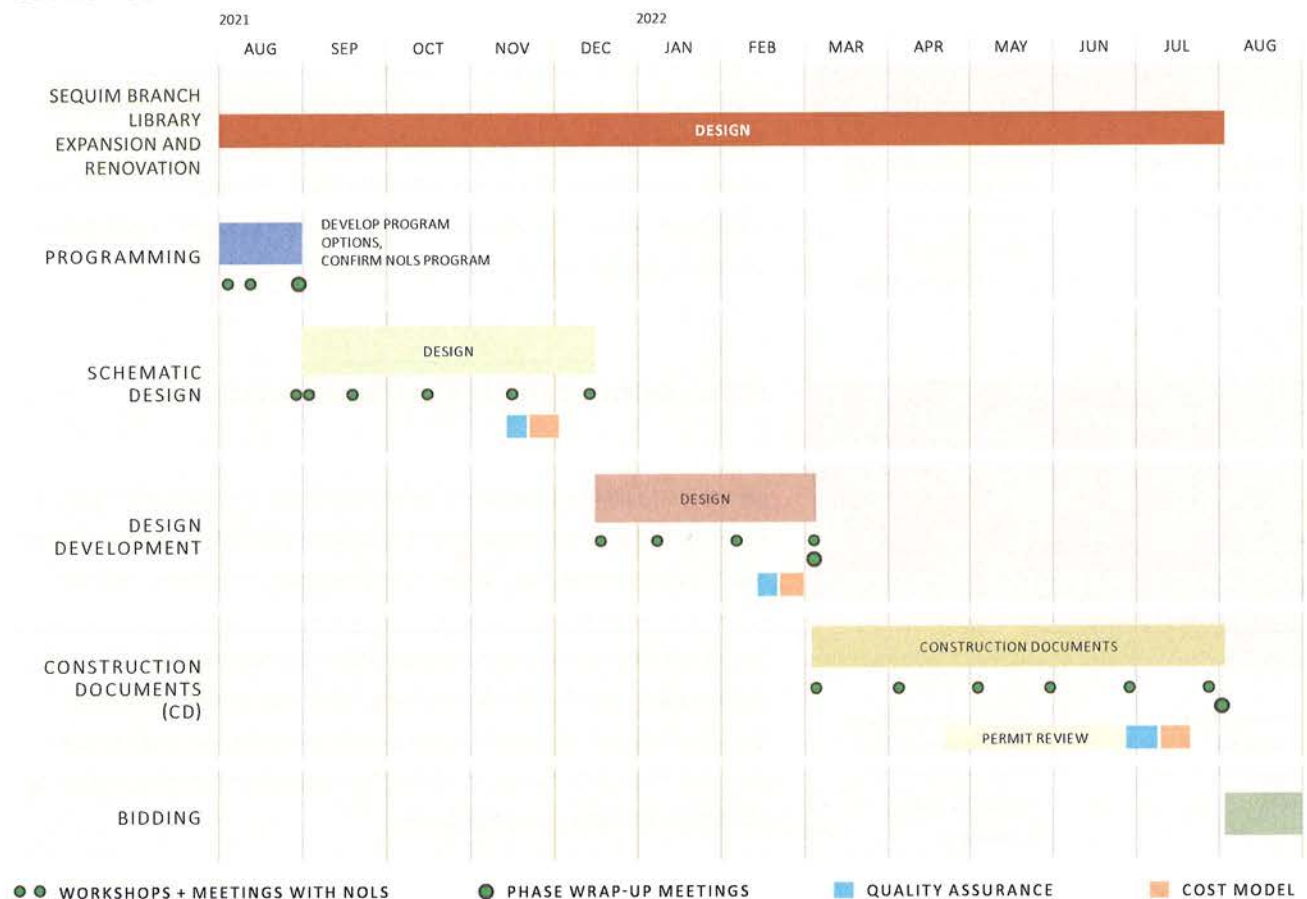 2021 2022
AUG SEP OCT NOV DEC JAN FEB MAR APR MAY JUN JUL AUG
SEQUIM BRANCH
LIBRARY
EXPANSION AND
RENOVATION
DESIGN
PROGRAMMING
DEVELOP PROGRAM
OPTIONS,
CONFIRM NOLS PROGRAM
SCHEMATIC
DESIGN
DESIGN
DESIGN
DEVELOPMENT
DESIGN
CONSTRUCTION
DOCUMENTS
(CD)
CONSTRUCTION DOCUMENTS
PERMIT REVIEW
BIDDING
WORKSHOPS + MEETINGS WITH NOLS
PHASE WRAP-UP MEETINGS
QUALITY ASSURANCE
COST MODEL